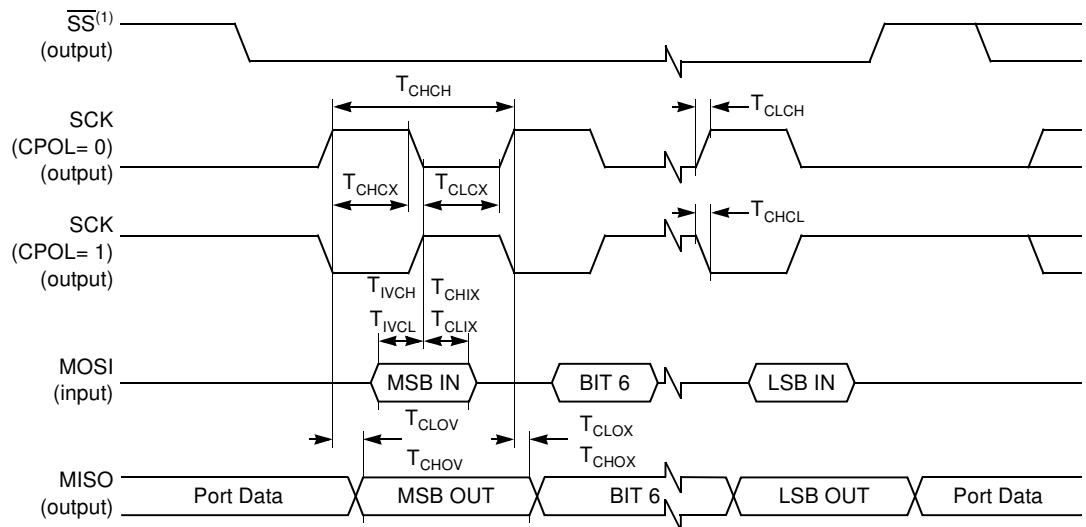 SS(1)
(output)
TCHCH
TCLCH
SCK
(CPOL= 0)
(output)
TCHCX
TCLCX
SCK
(CPOL= 1)
(output)
TCHCL
TIVCH
TCHIX
TIVCL
TCLIX
MOSI
(input)
MSB IN
BIT 6
LSB IN
TCLOV
TCLOX
TCHOV
TCHOX
MISO
(output)
Port Data
MSB OUT
BIT 6
LSB OUT
Port Data